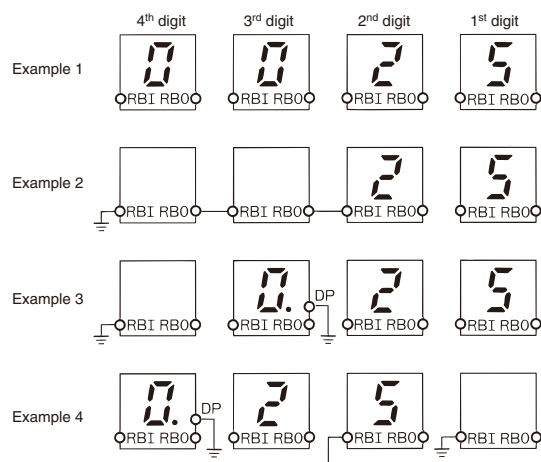 4th digit 3rd digit 2nd digit 1st digit
Example 1
0 0 2 5
RBI RBO RBI RBO RBI RBO RBI RBO
Example 2
2 5
RBI RBO RBI RBO RBI RBO RBI RBO
Example 3
0. DP 2 5
RBI RBO RBI RBO RBI RBO RBI RBO
Example 4
0. DP 2 5
RBI RBO RBI RBO RBI RBO RBI RBO